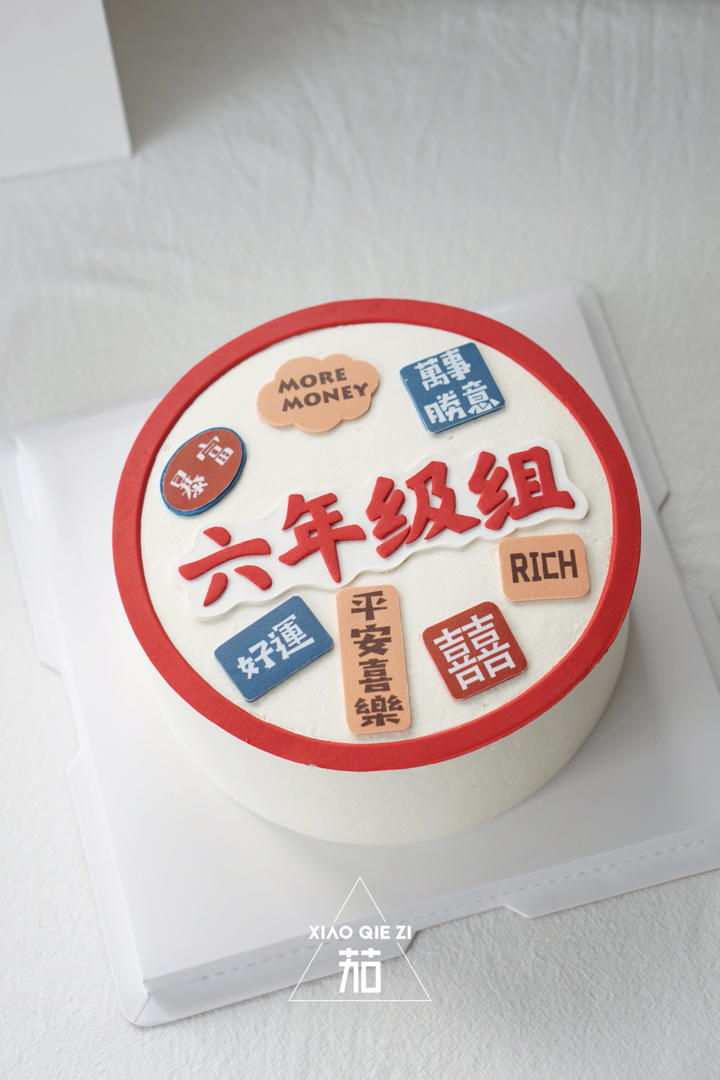 MORE
MONEY
萬事
勝意
暴富
六年级组
RICH
好運
平安喜樂
囍
XIAO QIE ZI
茄